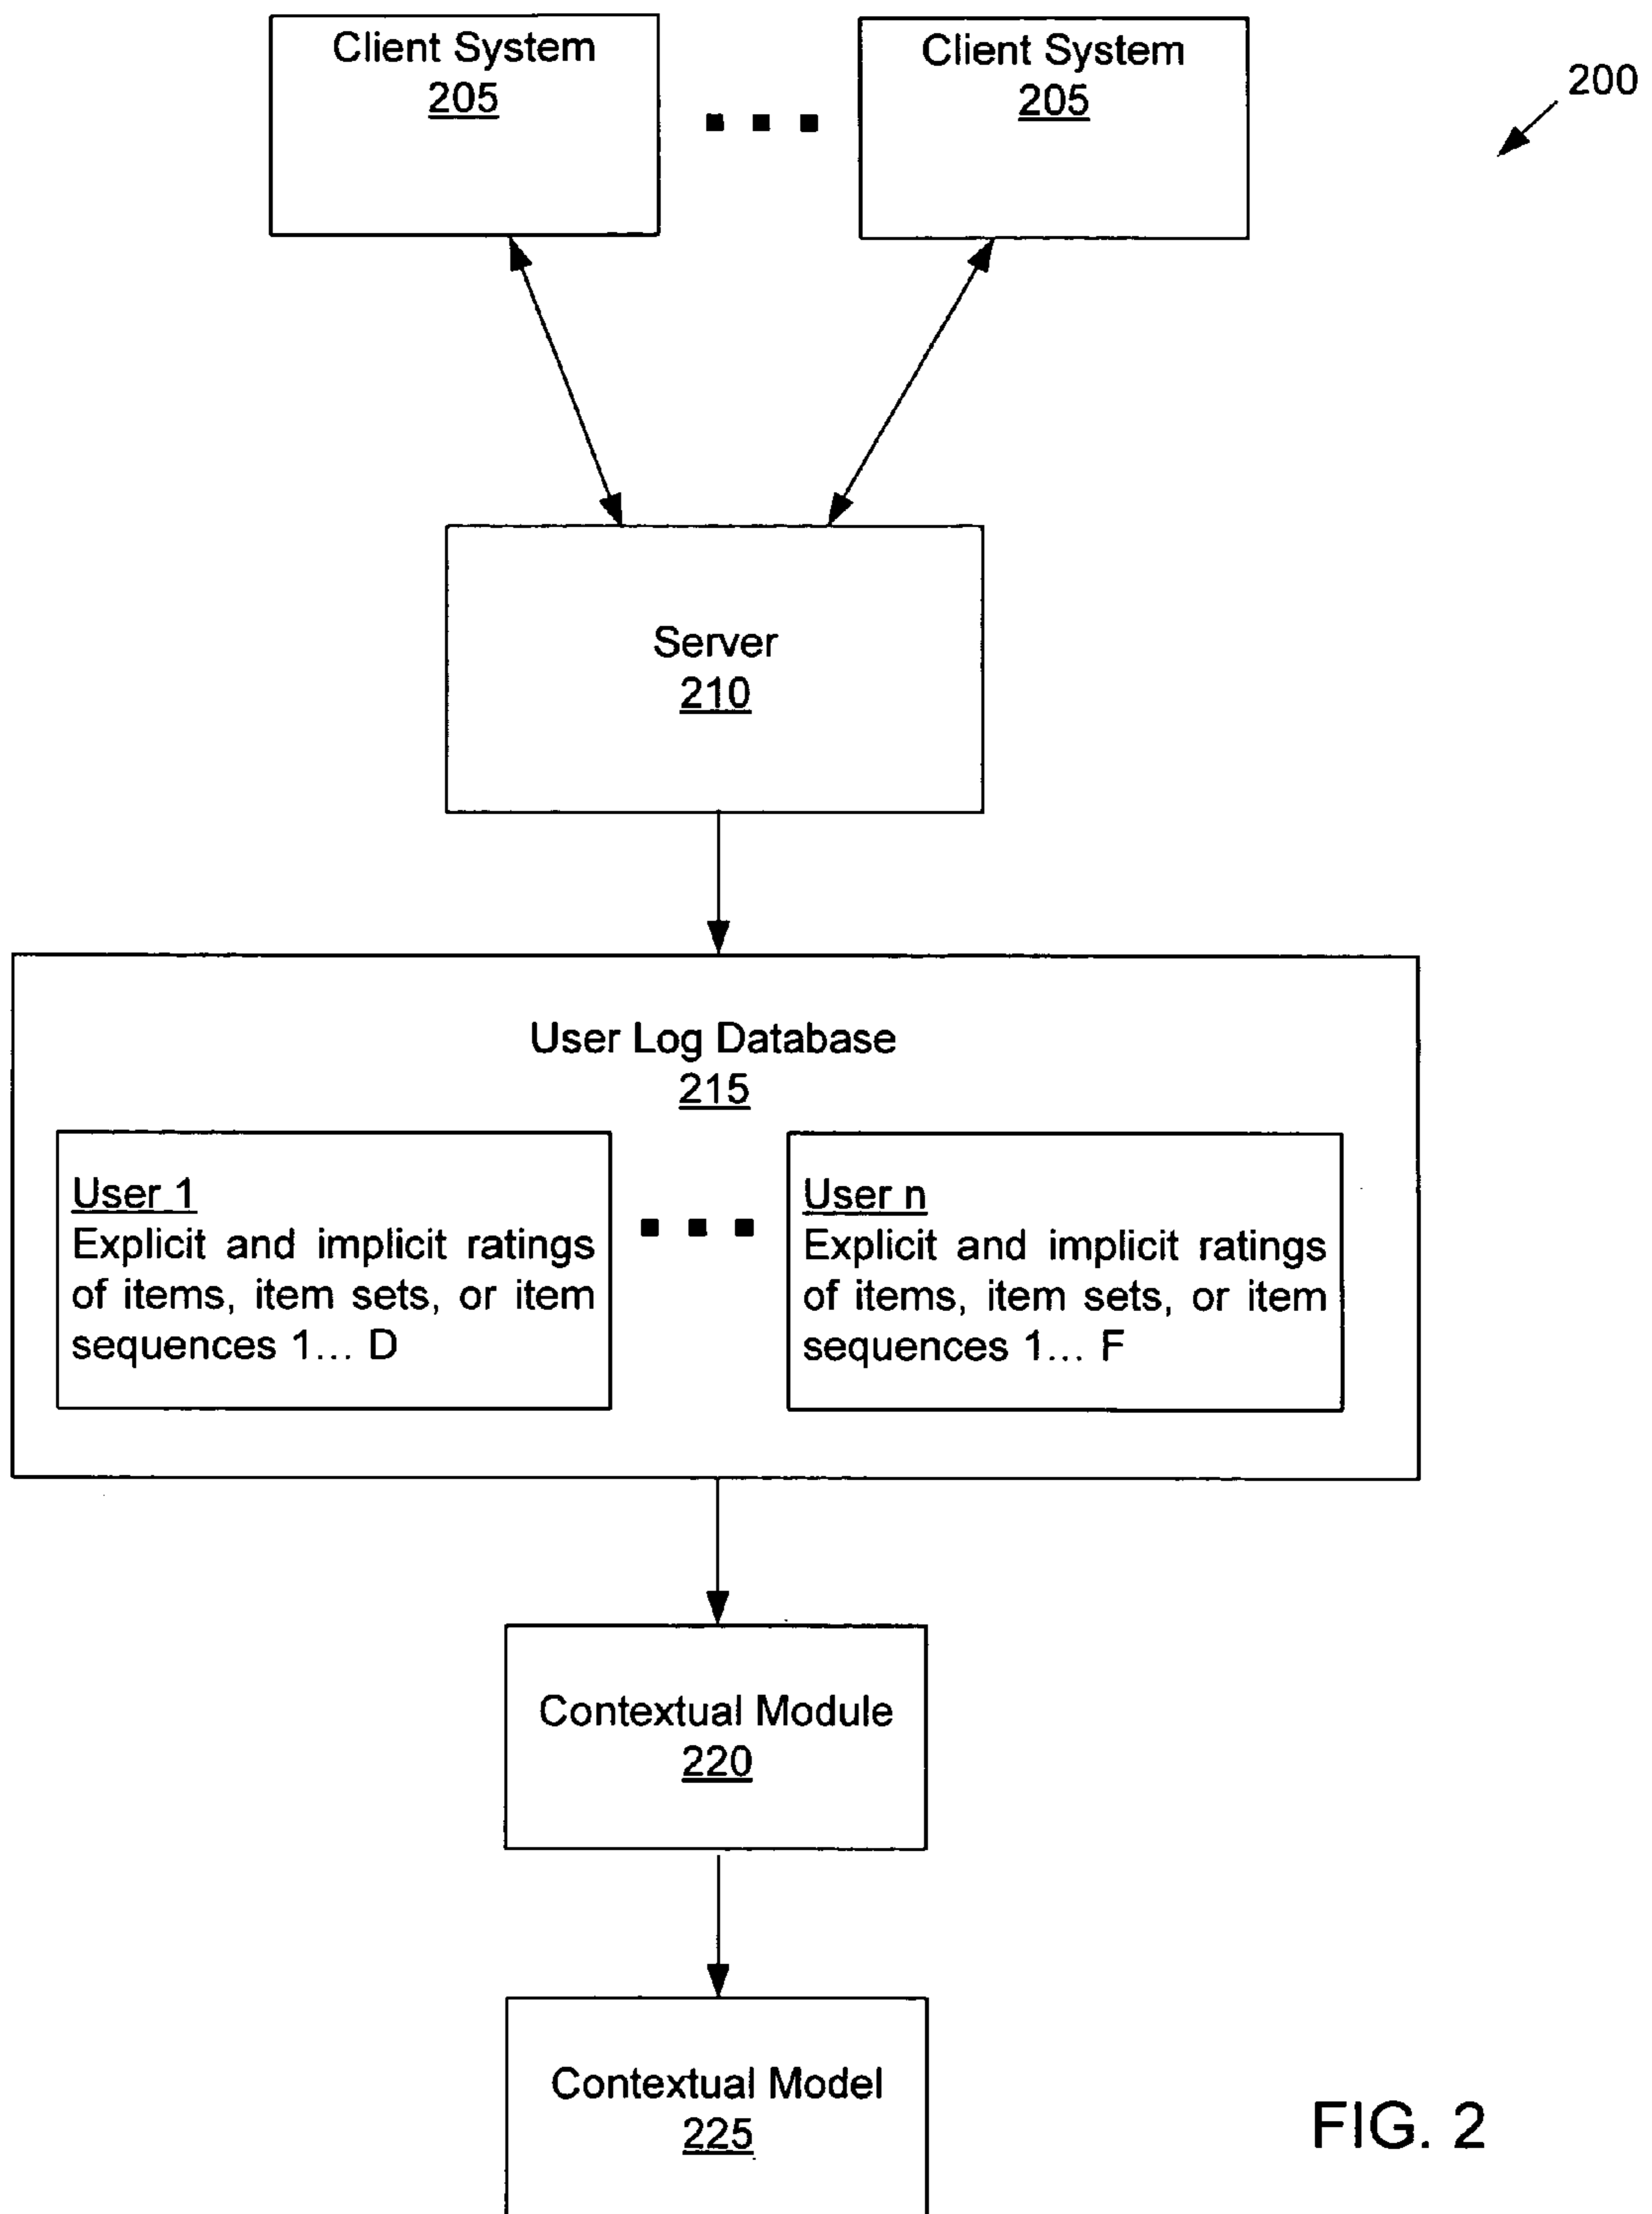 Client System
205
Client System
205
200
Server
210
User Log Database
215
User 1
Explicit and implicit ratings
of items, item sets, or item
sequences 1... D
User n
Explicit and implicit ratings
of items, item sets, or item
sequences 1... F
Contextual Module
220
Contextual Model
225
FIG. 2